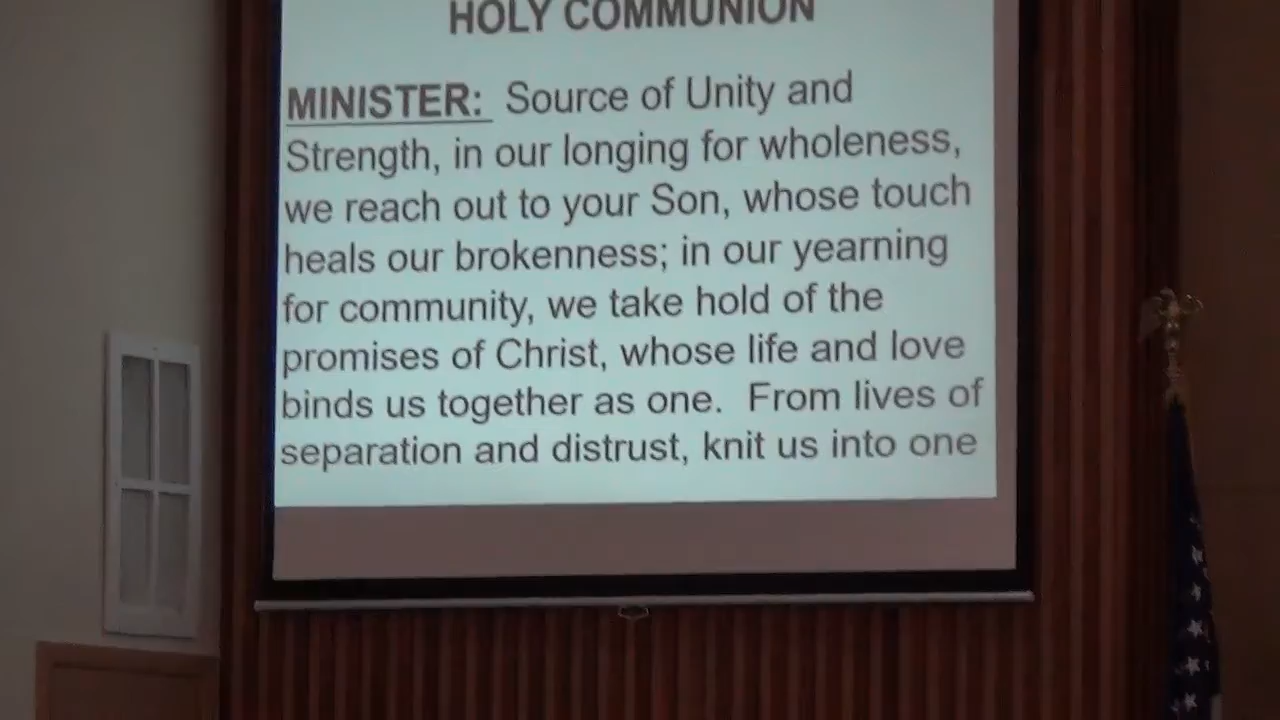 HOLY COMMUNION
MINISTER: Source of Unity and
Strength, in our longing for wholeness,
we reach out to your Son, whose touch
heals our brokenness; in our yearning
for community, we take hold of the
promises of Christ, whose life and love
binds us together as one. From lives of
separation and distrust, knit us into one